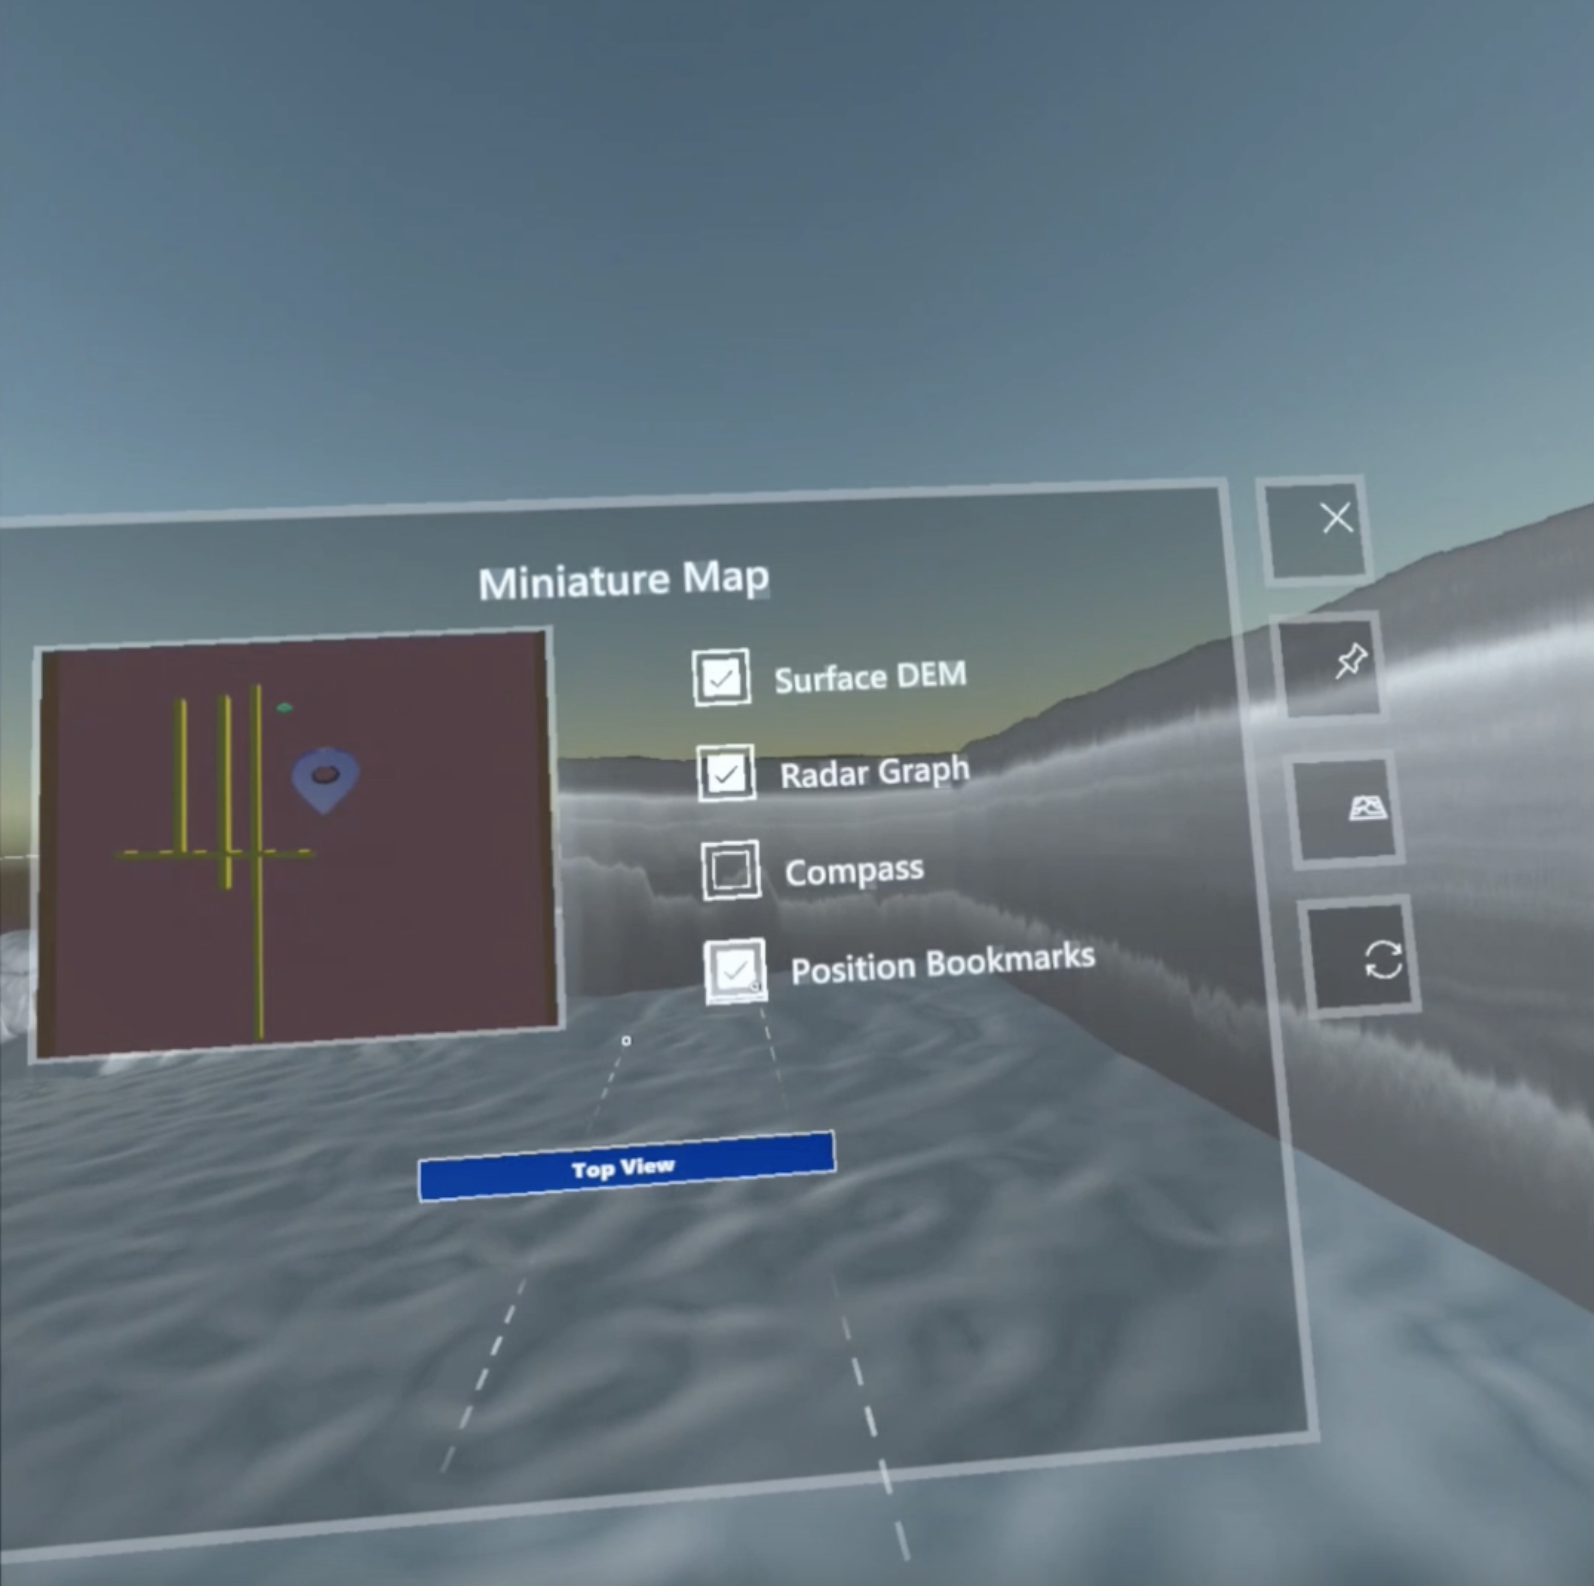 Miniature Map
Surface DEM
Radar Graph
Compass
Position Bookmarks
Top View